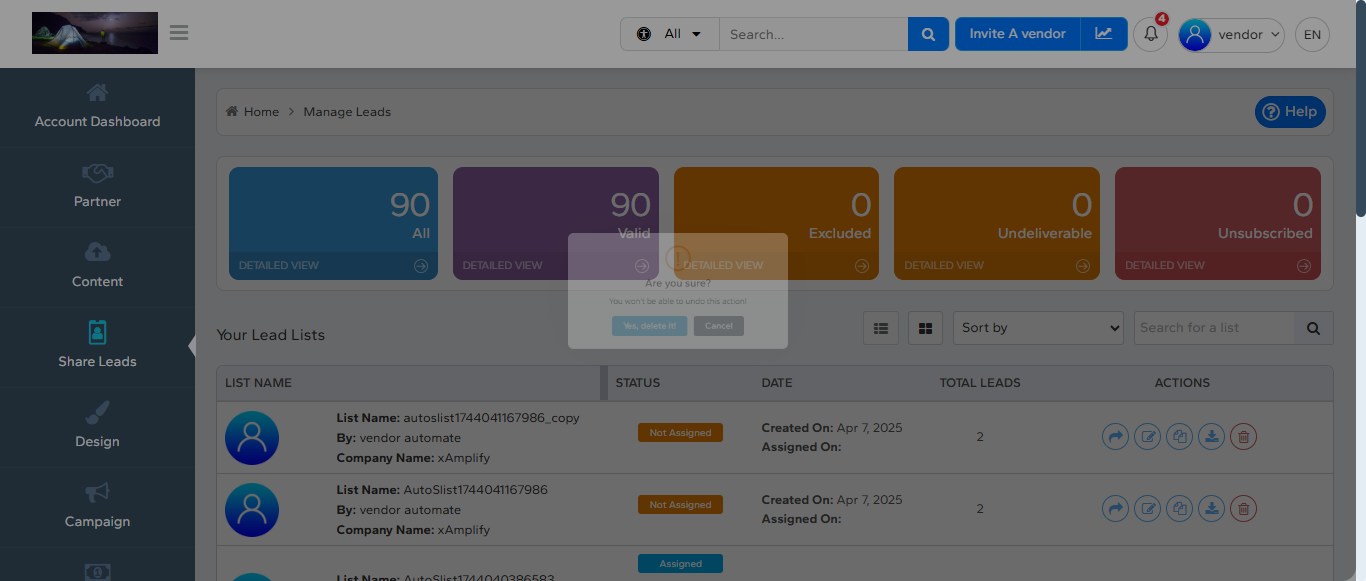 All
Search...
Invite A vendor
4
vendor
EN
Account Dashboard
Partner
Content
Share Leads
Design
Campaign
Home > Manage Leads
Help
90
All
DETAILED VIEW
90
Valid
DETAILED VIEW
0
Excluded
DETAILED VIEW
0
Undeliverable
DETAILED VIEW
0
Unsubscribed
DETAILED VIEW
Are you sure?
You won't be able to undo this action!
Yes, delete it!
Cancel
Your Lead Lists
Sort by
Search for a list
LIST NAME STATUS DATE TOTAL LEADS ACTIONS
List Name: autoslist1744041167986_copy
By: vendor automate
Company Name: xAmplify
Not Assigned
Created On: Apr 7, 2025
Assigned On:
2
List Name: AutoSlist1744041167986
By: vendor automate
Company Name: xAmplify
Not Assigned
Created On: Apr 7, 2025
Assigned On:
2
Assigned
List Name: AutoSlist1744040386583